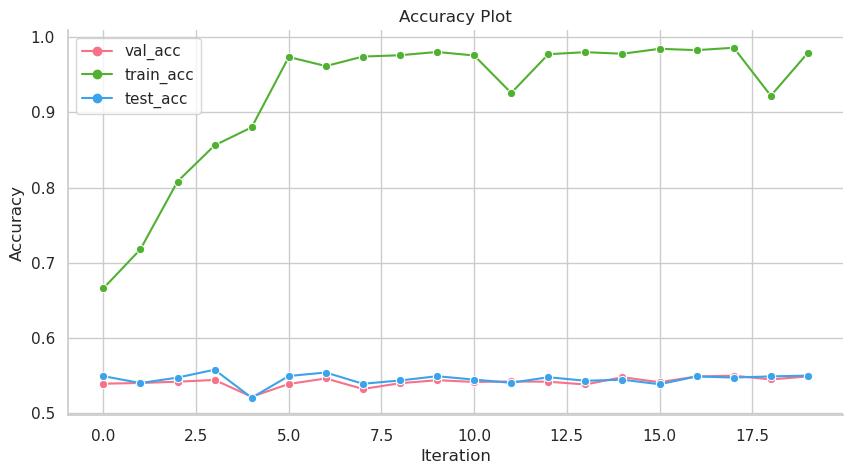 Accuracy Plot
val_acc
train_acc
test_acc
1.0
0.9
0.8
0.7
0.6
0.5
Accuracy
0.0 2.5 5.0 7.5 10.0 12.5 15.0 17.5
Iteration